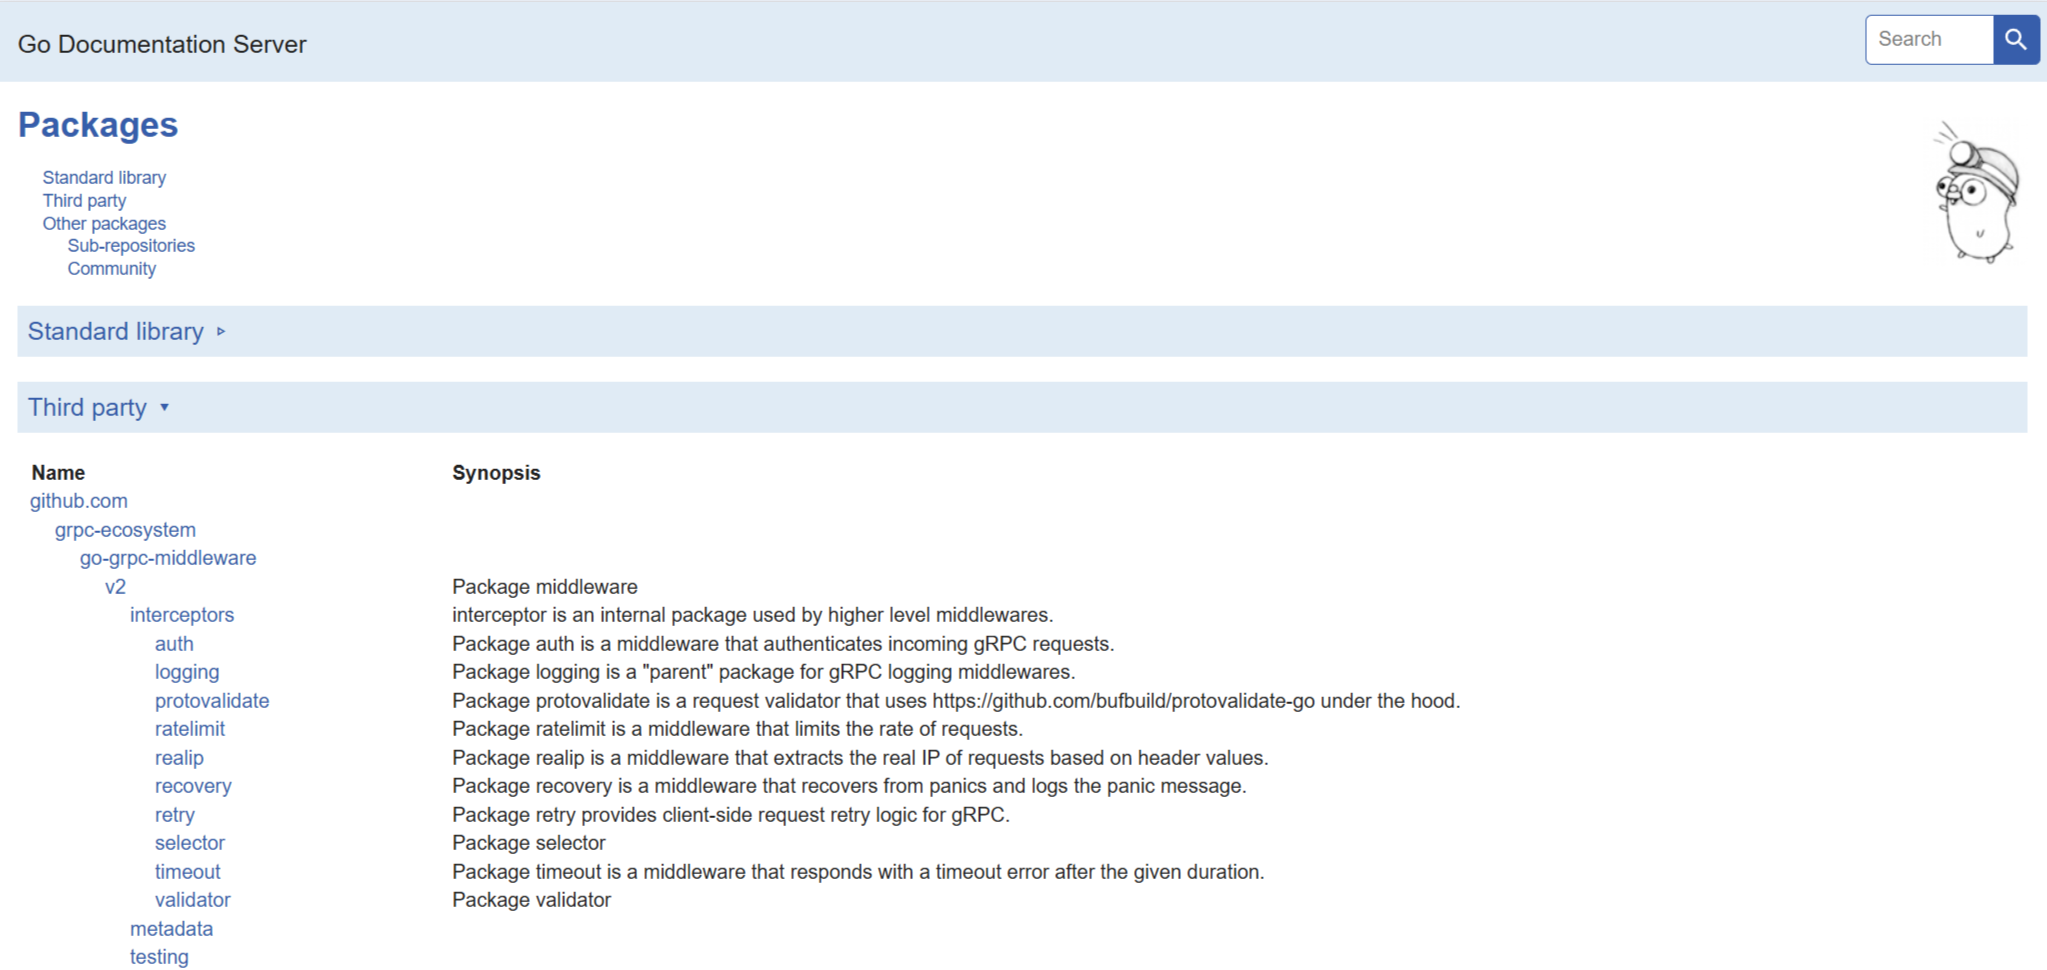 Go Documentation Server
Search
Packages
Standard library
Third party
Other packages
Sub-repositories
Community
Standard library ▹
Third party ▾
Name Synopsis
github.com
grpc-ecosystem
go-grpc-middleware
v2 Package middleware
interceptors interceptor is an internal package used by higher level middlewares.
auth Package auth is a middleware that authenticates incoming gRPC requests.
logging Package logging is a "parent" package for gRPC logging middlewares.
protovalidate Package protovalidate is a request validator that uses https://github.com/bufbuild/protovalidate-go under the hood.
ratelimit Package ratelimit is a middleware that limits the rate of requests.
realip Package realip is a middleware that extracts the real IP of requests based on header values.
recovery Package recovery is a middleware that recovers from panics and logs the panic message.
retry Package retry provides client-side request retry logic for gRPC.
selector Package selector
timeout Package timeout is a middleware that responds with a timeout error after the given duration.
validator Package validator
metadata
testing